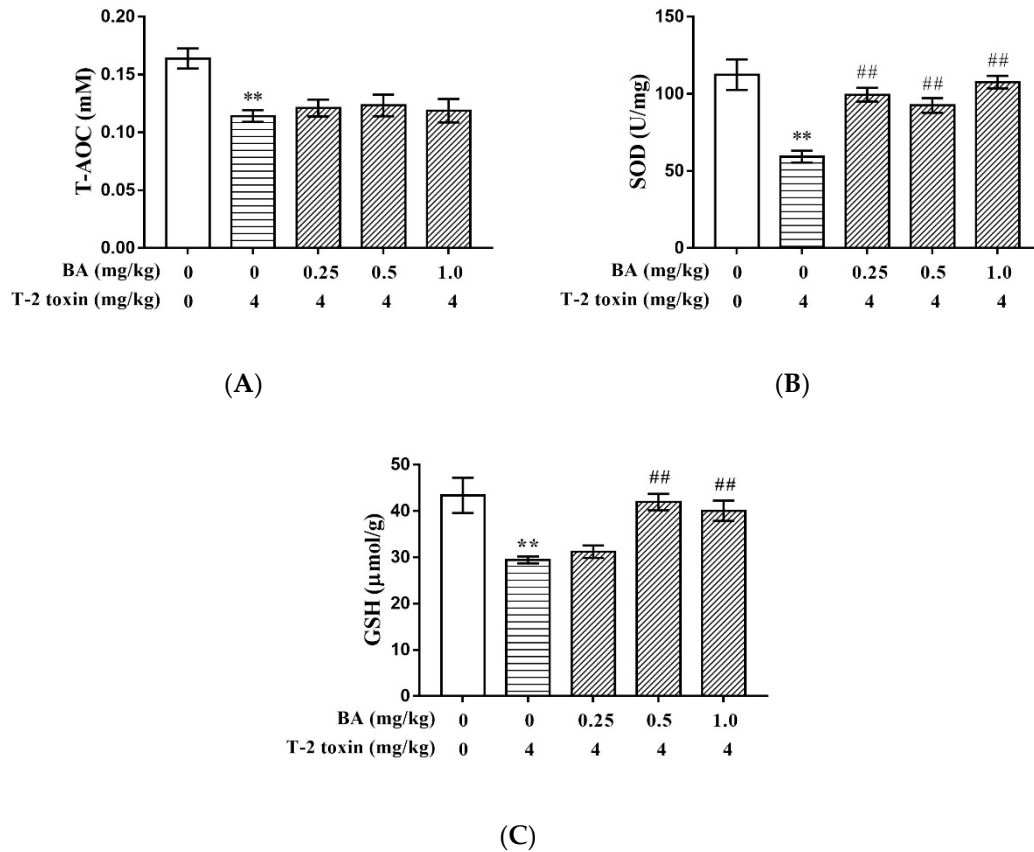 0.20
0.15
0.10
0.05
0.00
T-AOC (mM)
**
BA (mg/kg) 0 0 0.25 0.5 1.0
T-2 toxin (mg/kg) 0 4 4 4 4
(A)
150
100
50
0
SOD (U/mg)
** ## ## ##
BA (mg/kg) 0 0 0.25 0.5 1.0
T-2 toxin (mg/kg) 0 4 4 4 4
(B)
50
40
30
20
10
0
GSH (µmol/g)
** ## ##
BA (mg/kg) 0 0 0.25 0.5 1.0
T-2 toxin (mg/kg) 0 4 4 4 4
(C)